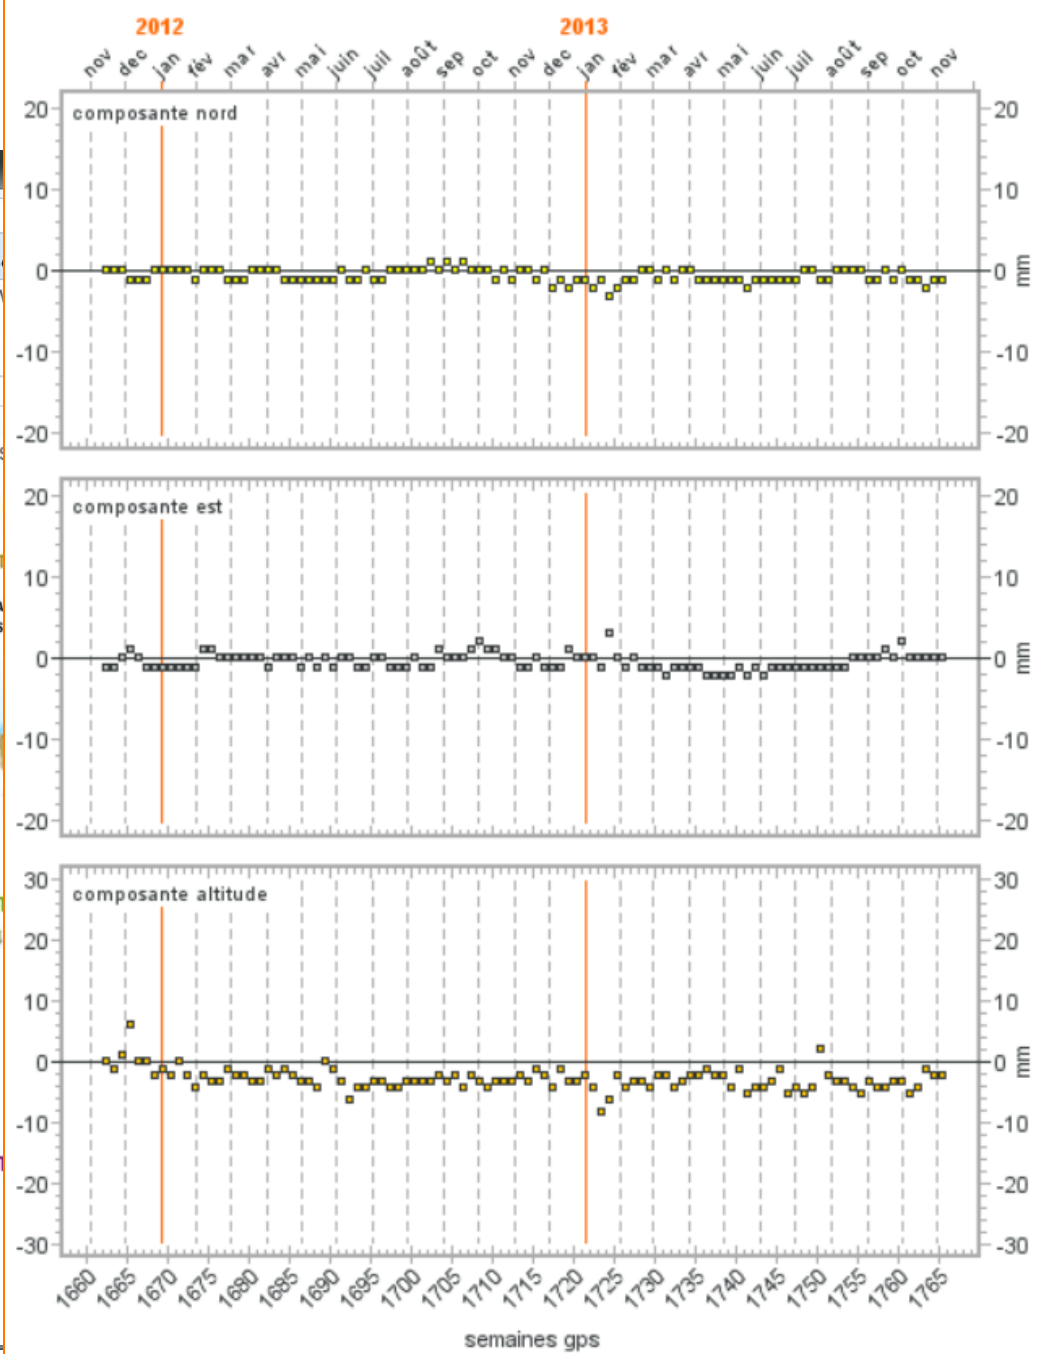 2012 2013
nov dec jan fév mar avr mai juin juil août sep oct nov dec jan fév mar avr mai juin juil août sep oct nov
composante nord
20 20
10 10
0 0 mm
-10 -10
-20 -20
composante est
20 20
10 10
0 0 mm
-10 -10
-20 -20
composante altitude
30 30
20 20
10 10
0 0 mm
-10 -10
-20 -20
-30 -30
1660 1665 1670 1675 1680 1685 1690 1695 1700 1705 1710 1715 1720 1725 1730 1735 1740 1745 1750 1755 1760 1765
semaines gps